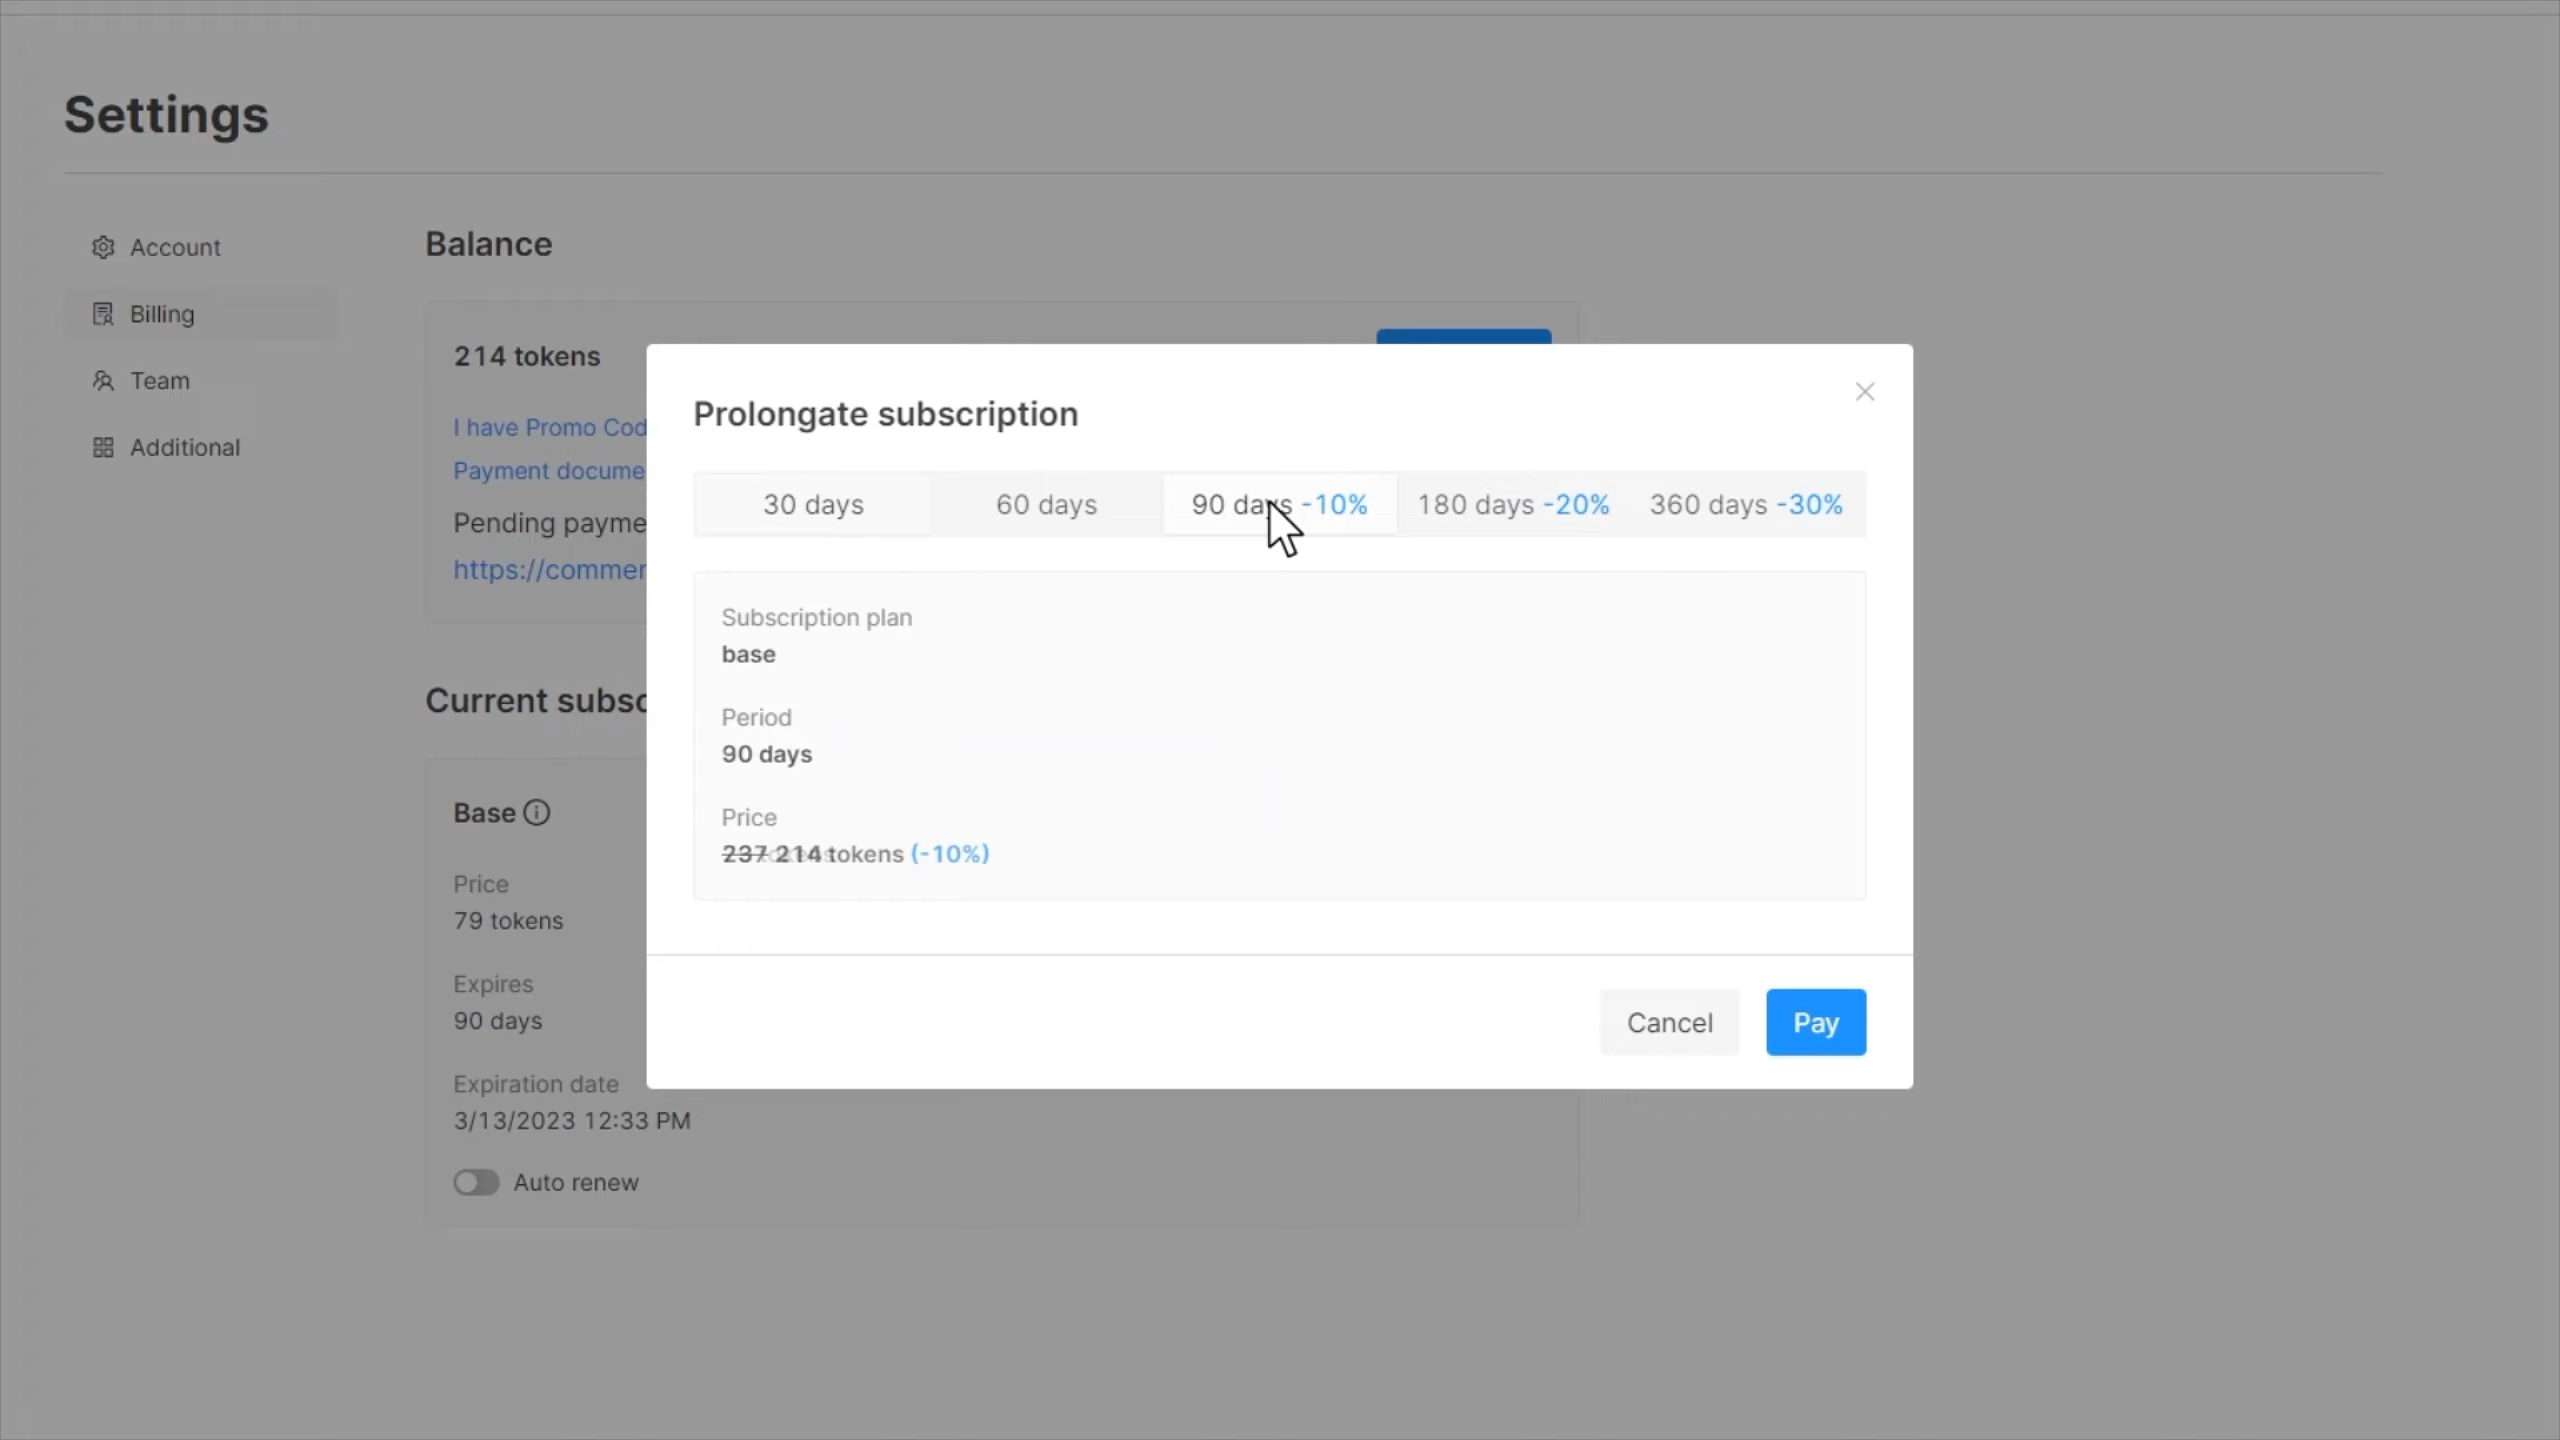 Settings
Account
Billing
Team
Additional
Balance
214 tokens
I have Promo Cod
Payment docume
Pending payme
https://commer
Current subsc
Base
Price
79 tokens
Expires
90 days
Expiration date
3/13/2023 12:33 PM
Auto renew
Prolongate subscription
30 days
60 days
90 days -10%
180 days -20%
360 days -30%
Subscription plan
base
Period
90 days
Price
237 214 tokens (-10%)
Cancel
Pay